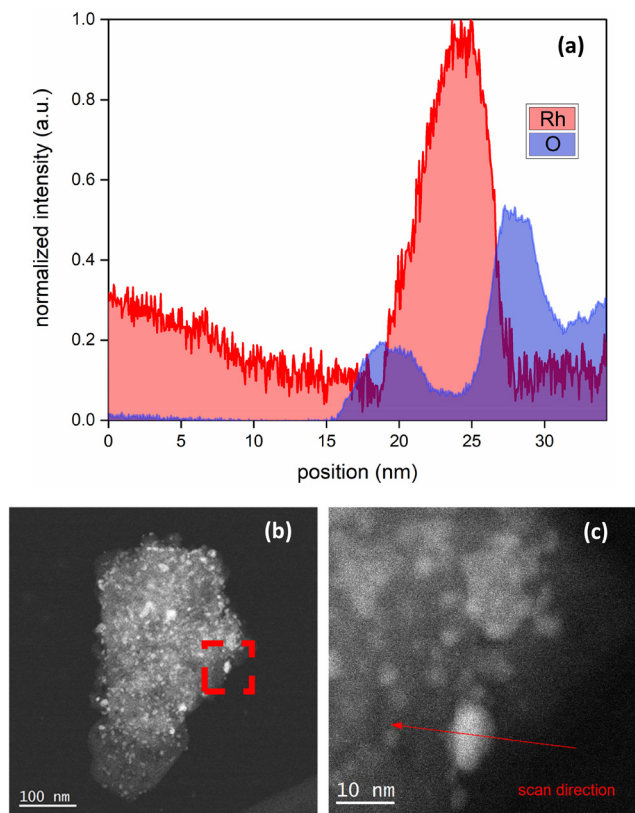 (a)
1.0
0.8
0.6
0.4
0.2
0.0
normalized intensity (a.u.)
Rh
O
0 5 10 15 20 25 30
position (nm)
(b)
100 nm
(c)
10 nm
scan direction